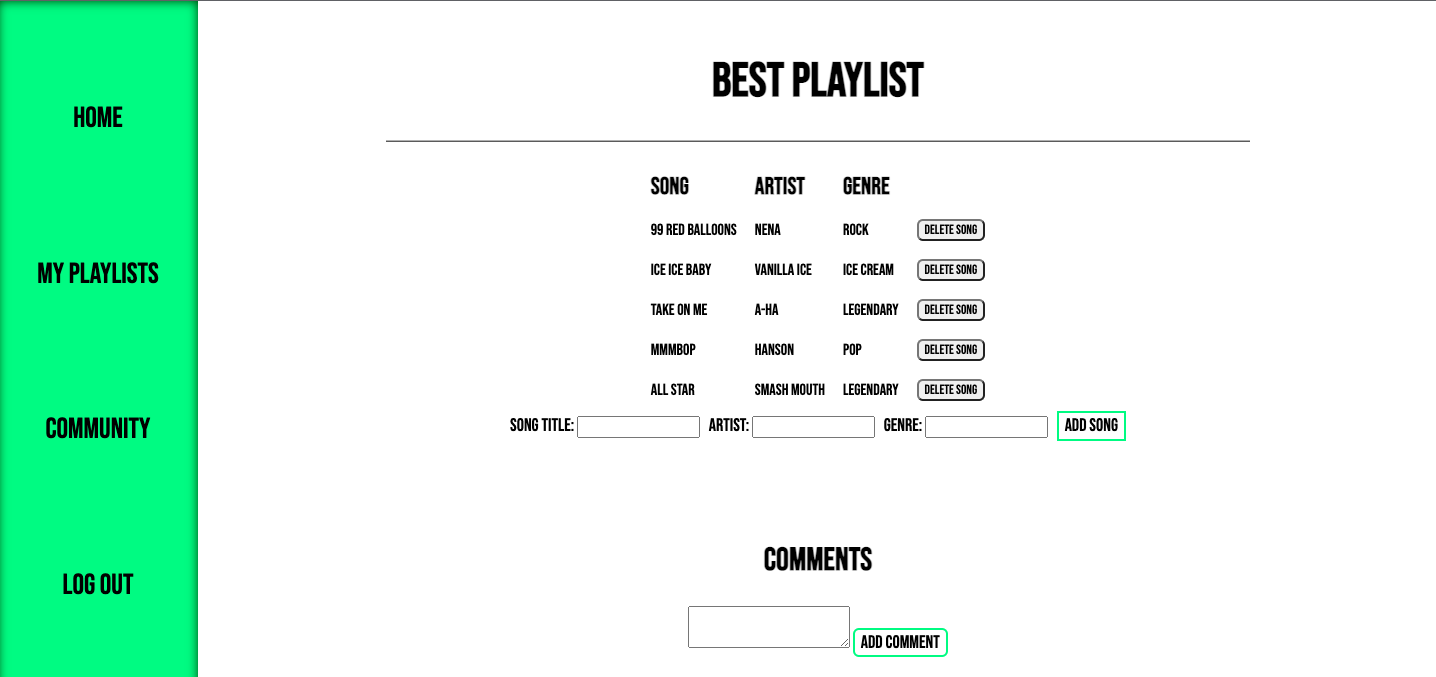 HOME
MY PLAYLISTS
COMMUNITY
LOG OUT
BEST PLAYLIST
SONG ARTIST GENRE
99 RED BALLOONS NENA ROCK DELETE SONG
ICE ICE BABY VANILLA ICE ICE CREAM DELETE SONG
TAKE ON ME A-HA LEGENDARY DELETE SONG
MMMBOP HANSON POP DELETE SONG
ALL STAR SMASH MOUTH LEGENDARY DELETE SONG
SONG TITLE: ARTIST: GENRE: ADD SONG
COMMENTS
ADD COMMENT